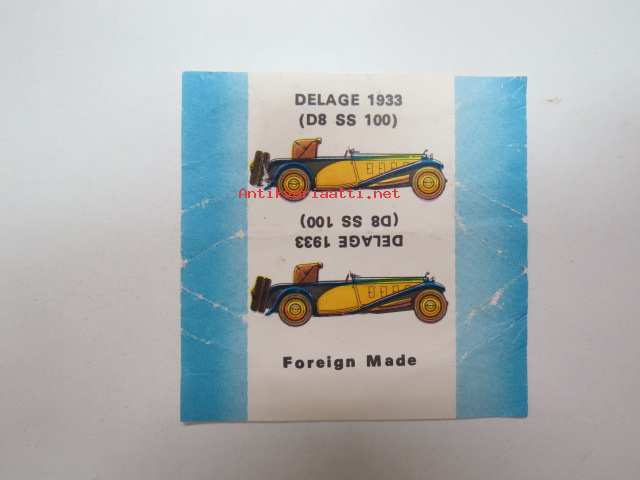 DELAGE 1933
(D8 SS 100)
Antikvariaatti.net
(D8 SS 100)
DELAGE 1933
Foreign Made